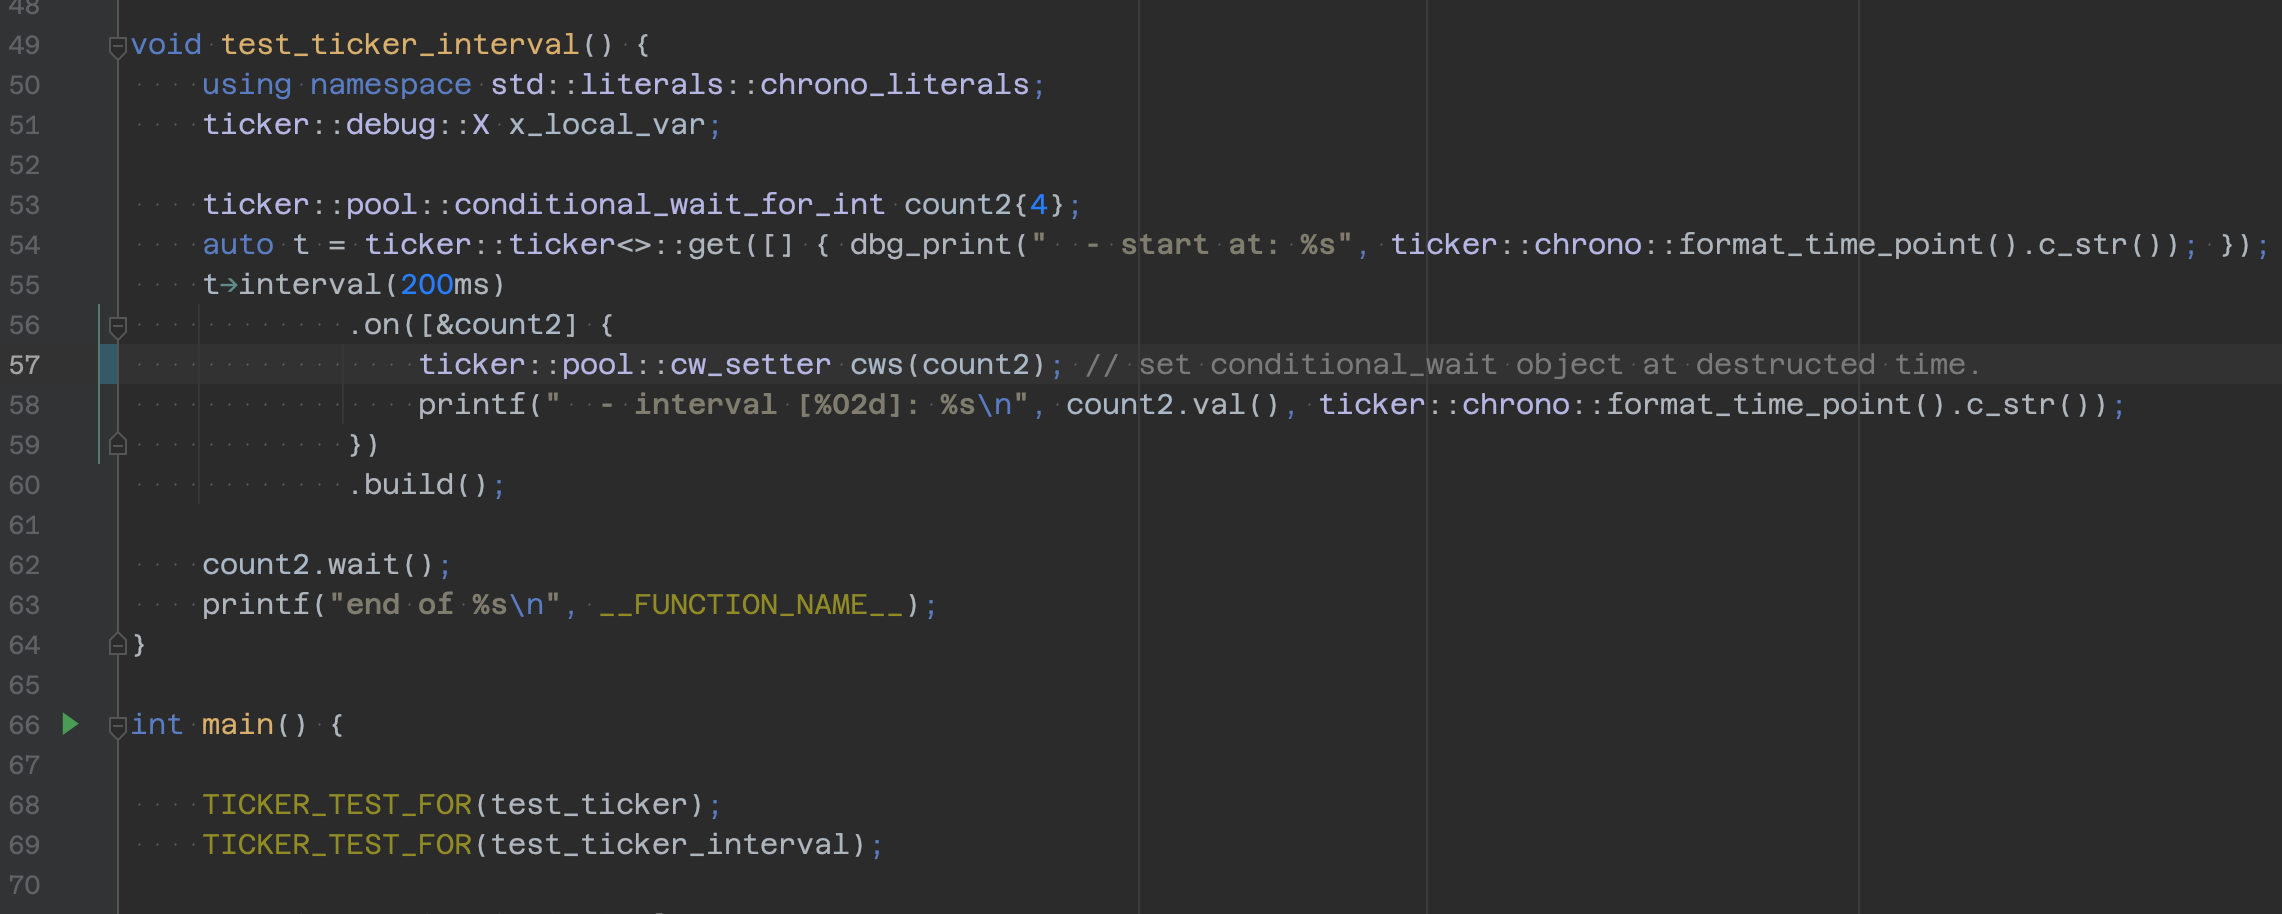 48
49 void test_ticker_interval() {
50 using namespace std::literals::chrono_literals;
51 ticker::debug::X x_local_var;
52
53 ticker::pool::conditional_wait_for_int count2{4};
54 auto t = ticker::ticker<>::get([] { dbg_print("  - start at: %s", ticker::chrono::format_time_point().c_str()); });
55 t→interval(200ms)
56 .on([&count2] {
57 ticker::pool::cw_setter cws(count2); // set conditional_wait object at destructed time.
58 printf("  - interval [%02d]: %s\n", count2.val(), ticker::chrono::format_time_point().c_str());
59 })
60 .build();
61
62 count2.wait();
63 printf("end of %s\n", __FUNCTION_NAME__);
64 }
65
66 int main() {
67
68 TICKER_TEST_FOR(test_ticker);
69 TICKER_TEST_FOR(test_ticker_interval);
70